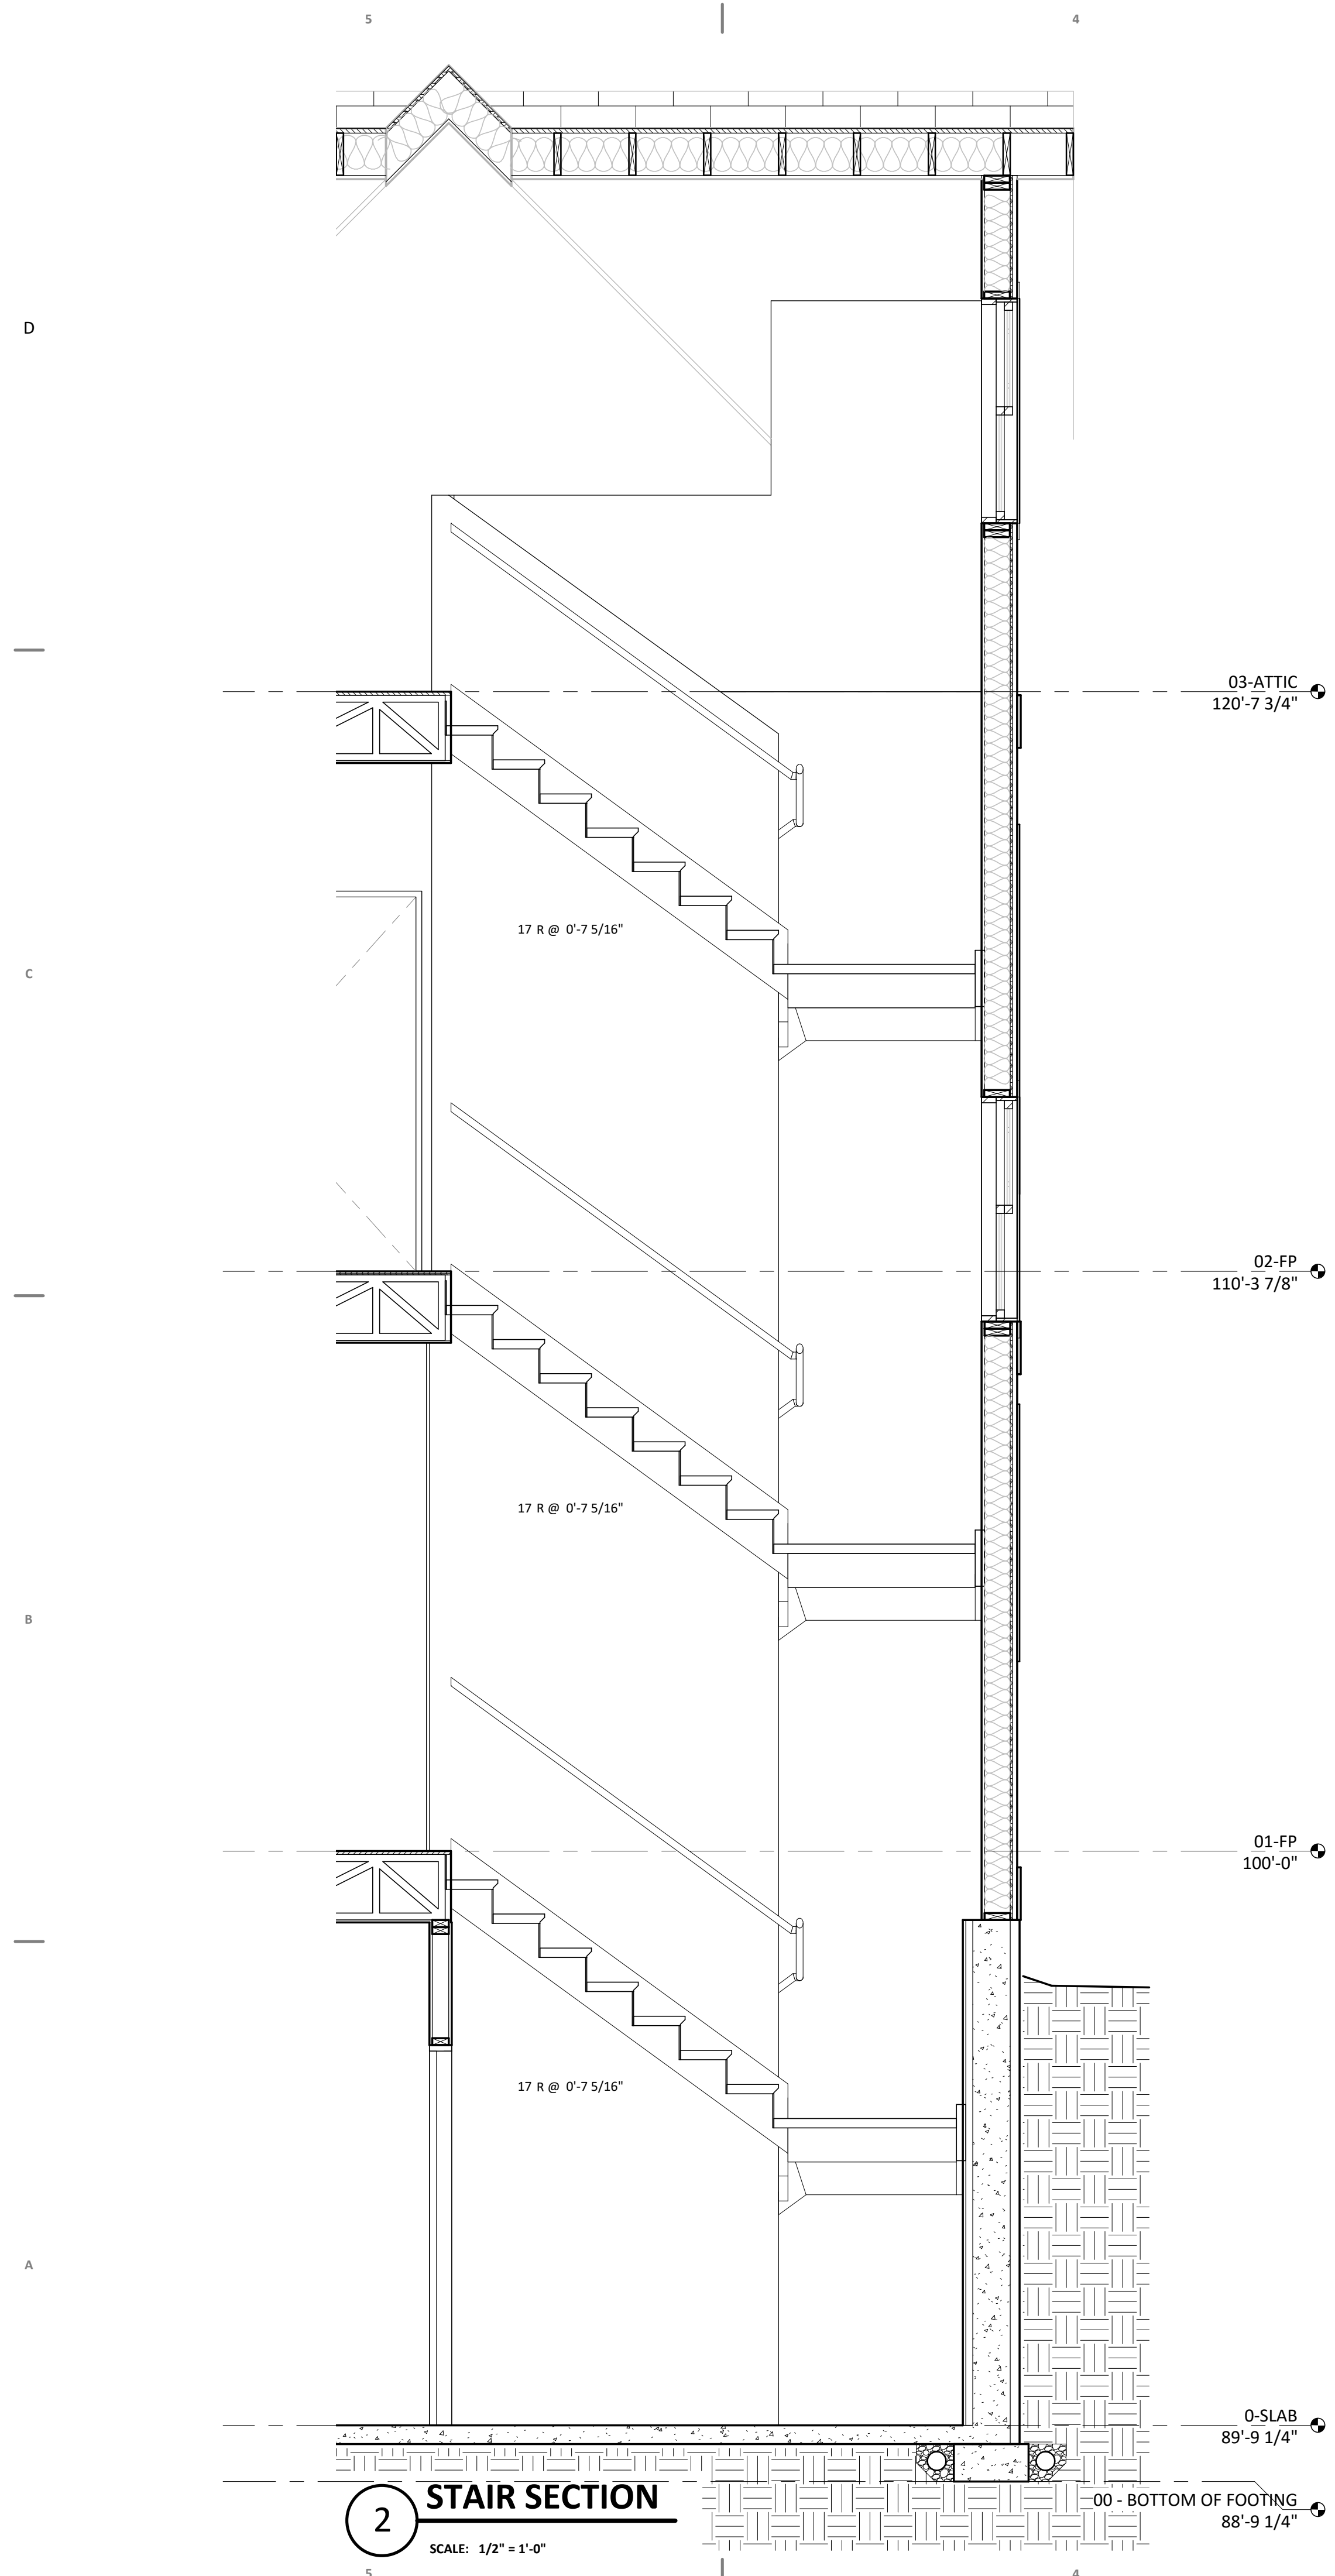 5 4
D
03-ATTIC
120'-7 3/4"
17 R @ 0'-7 5/16"
C
02-FP
110'-3 7/8"
17 R @ 0'-7 5/16"
B
01-FP
100'-0"
17 R @ 0'-7 5/16"
A
0-SLAB
89'-9 1/4"
2 STAIR SECTION
SCALE: 1/2" = 1'-0"
00 - BOTTOM OF FOOTING
88'-9 1/4"
5 4